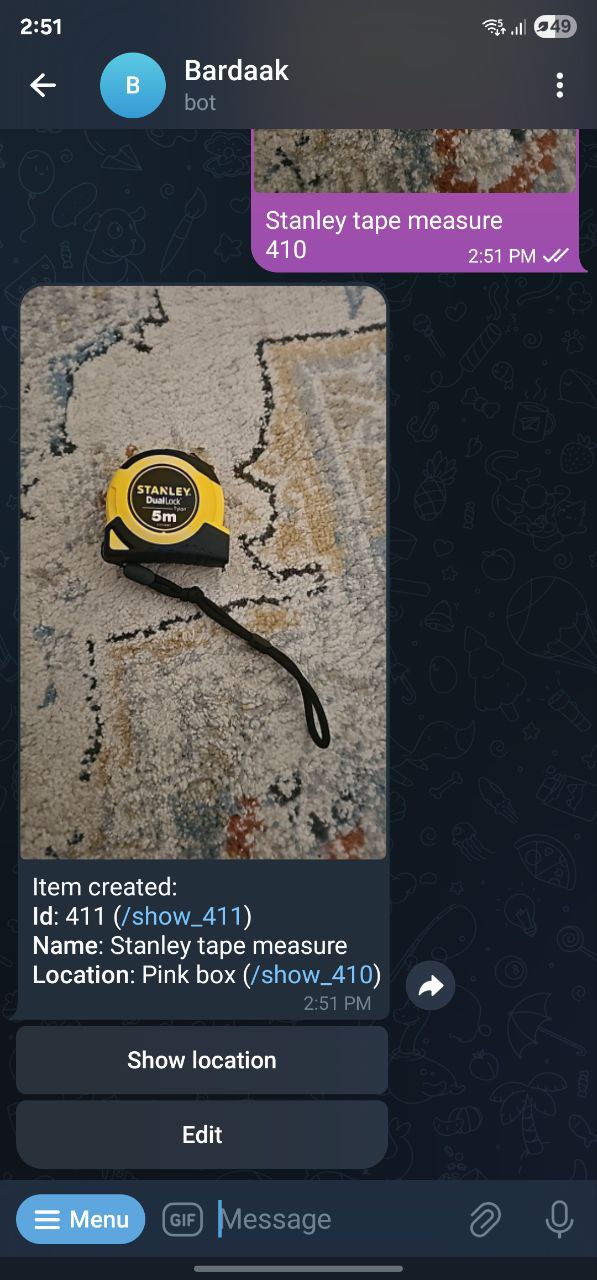 2:51
49
B
Bardaak
bot
Stanley tape measure
410
2:51 PM
STANLEY
DualLock
Tylon
5m
Item created:
Id: 411 (/show_411)
Name: Stanley tape measure
Location: Pink box (/show_410)
2:51 PM
Show location
Edit
Menu
GIF
Message